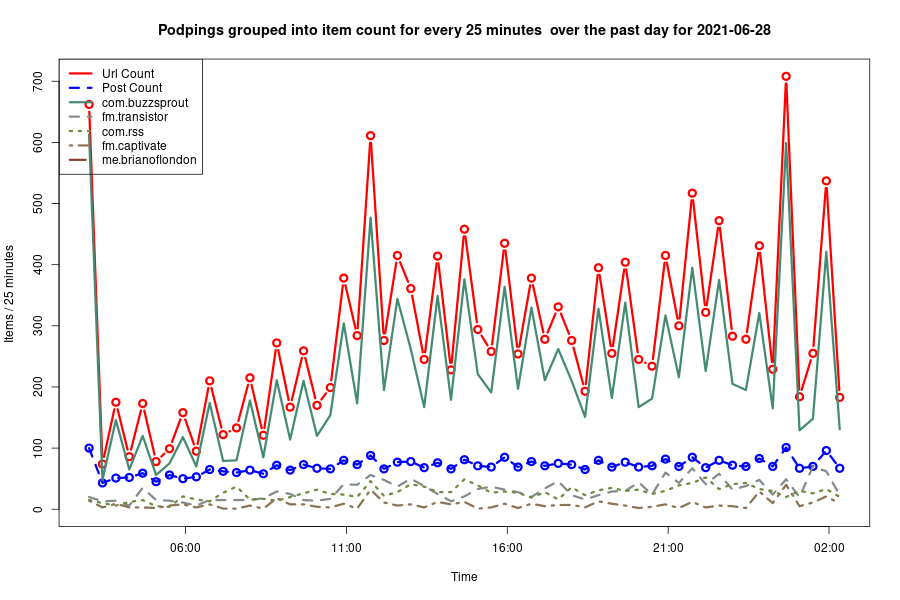 Podpings grouped into item count for every 25 minutes  over the past day for 2021-06-28
Url Count
Post Count
com.buzzsprout
fm.transistor
com.rss
fm.captivate
me.brianoflondon
700
600
500
400
300
200
100
0
Items / 25 minutes
06:00
11:00
16:00
21:00
02:00
Time